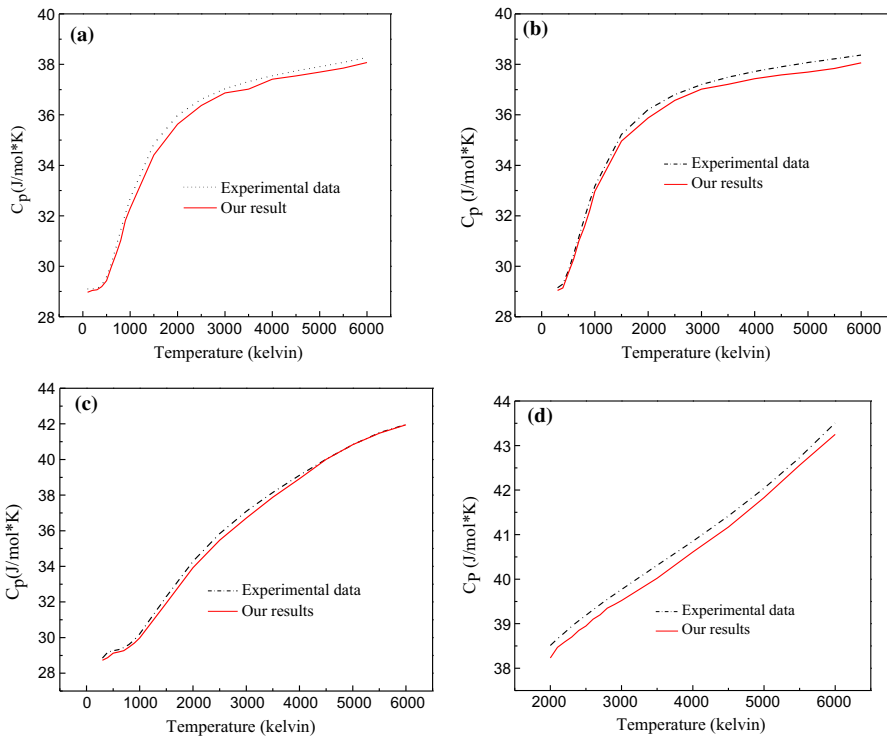 (a)
40
38
36
34
32
30
28
C_p(J/mol*K)
Experimental data
Our result
0 1000 2000 3000 4000 5000 6000
Temperature (kelvin)
(b)
40
38
36
34
32
30
28
C_p (J/mol*K)
Experimental data
Our results
0 1000 2000 3000 4000 5000 6000
Temperature (kelvin)
(c)
44
42
40
38
36
34
32
30
28
C_p(J/mol*K)
Experimental data
Our results
0 1000 2000 3000 4000 5000 6000
Temperature (kelvin)
(d)
44
43
42
41
40
39
38
C_P (J/mol*K)
Experimental data
Our results
2000 3000 4000 5000 6000
Temperature (kelvin)